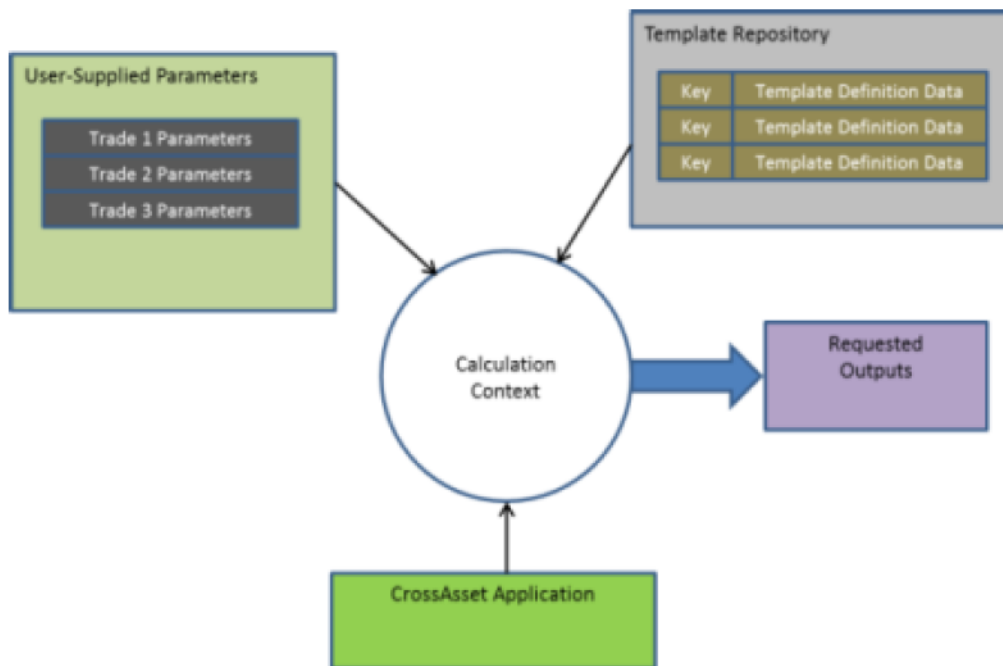 Template Repository
Key Template Definition Data
Key Template Definition Data
Key Template Definition Data
User-Supplied Parameters
Trade 1 Parameters
Trade 2 Parameters
Trade 3 Parameters
Calculation
Context
Requested
Outputs
CrossAsset Application